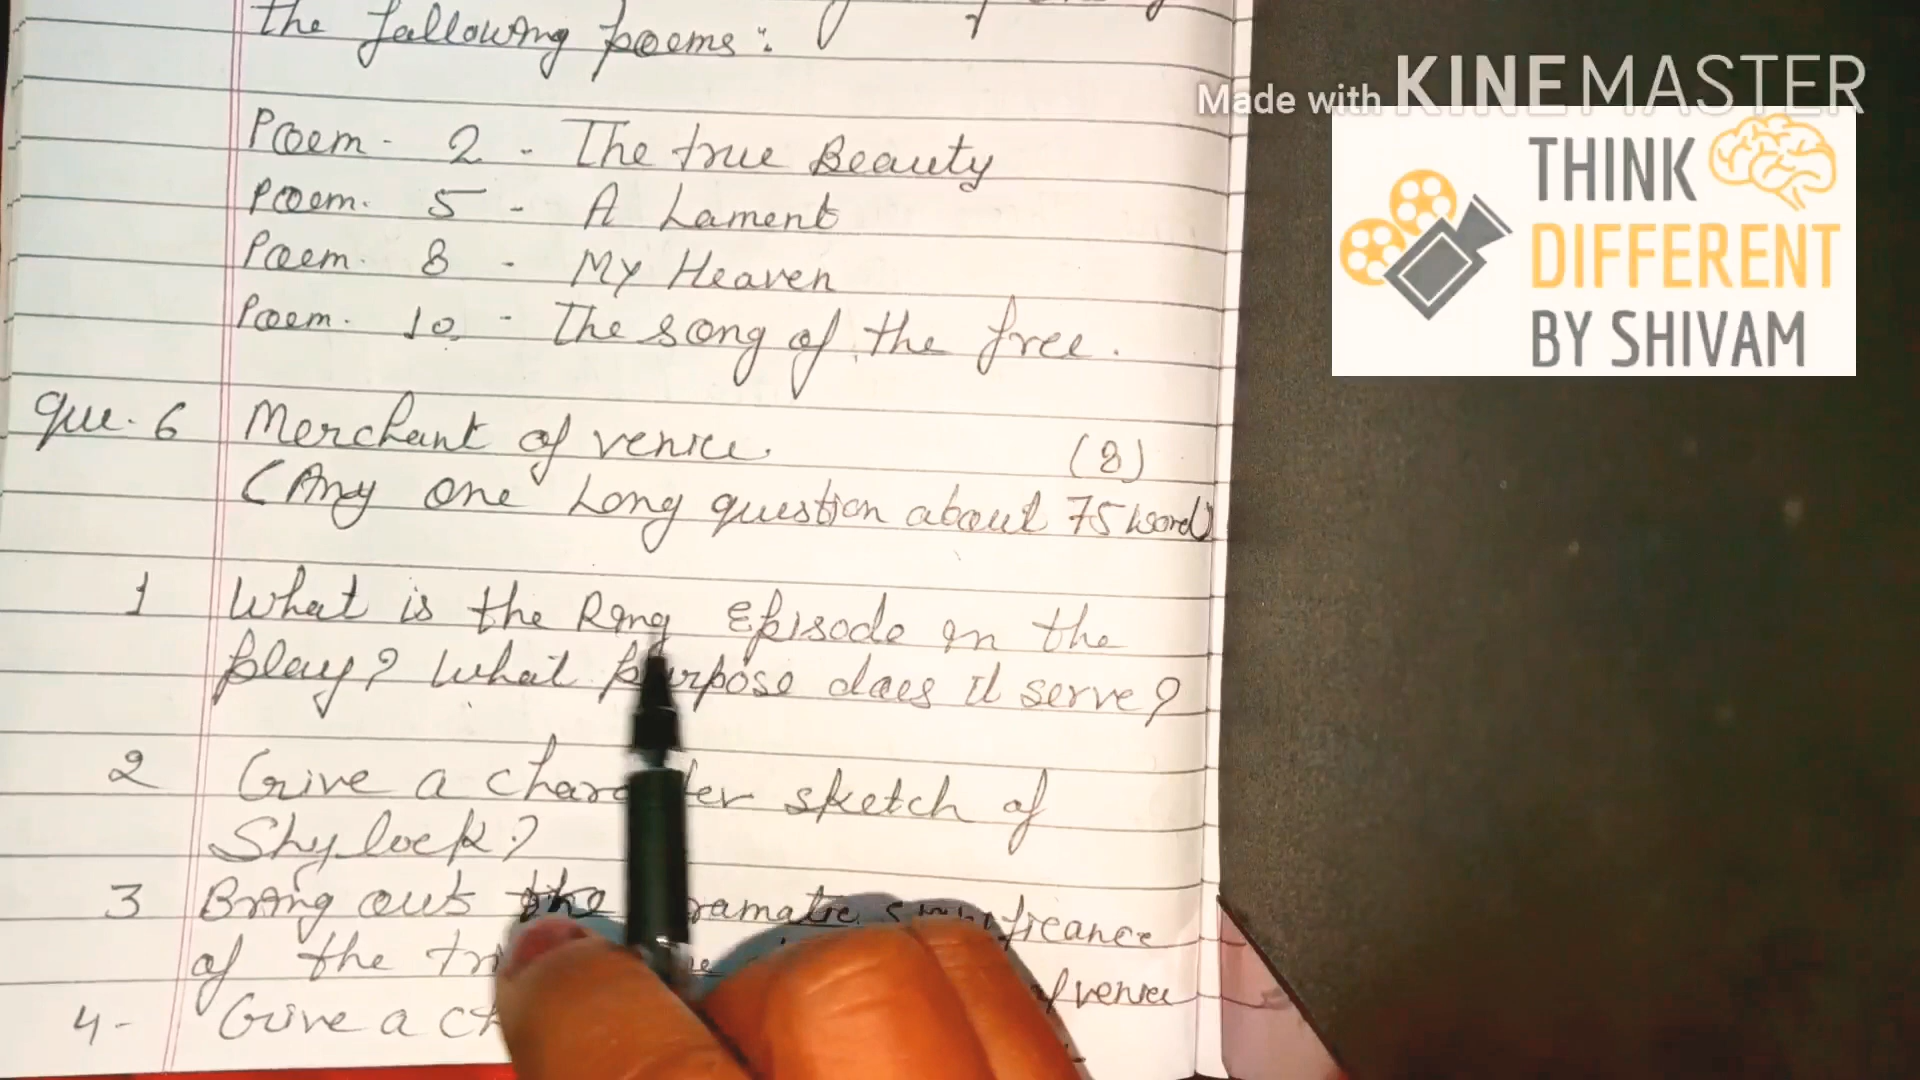 the following poems:
Poem - 2 - The true Beauty
Poem - 5 - A Lament
Poem - 8 - My Heaven
Poem - 10 - The song of the free.
que. 6 Merchant of venice. (8)
(Any one Long question about 75 word)
1 What is the Ring Episode in the
play? What purpose does it serve?
2 Give a character sketch of
Shylock?
3 Bring out the dramatic significance
of the
of venice
4- Give a
Made with KINEMASTER
THINK
DIFFERENT
BY SHIVAM